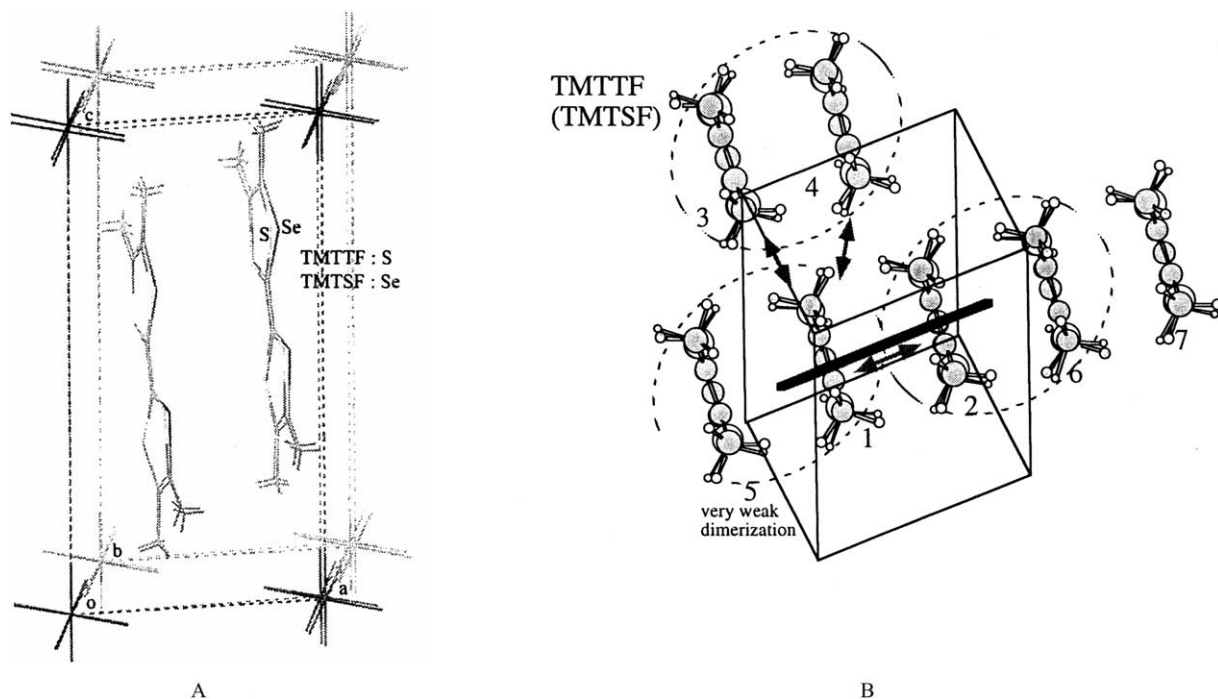 c
S
Se
TMTTF : S
TMTSF : Se
b
o
a
A
TMTTF
(TMTSF)
4
3
7
6
2
1
5
very weak
dimerization
B